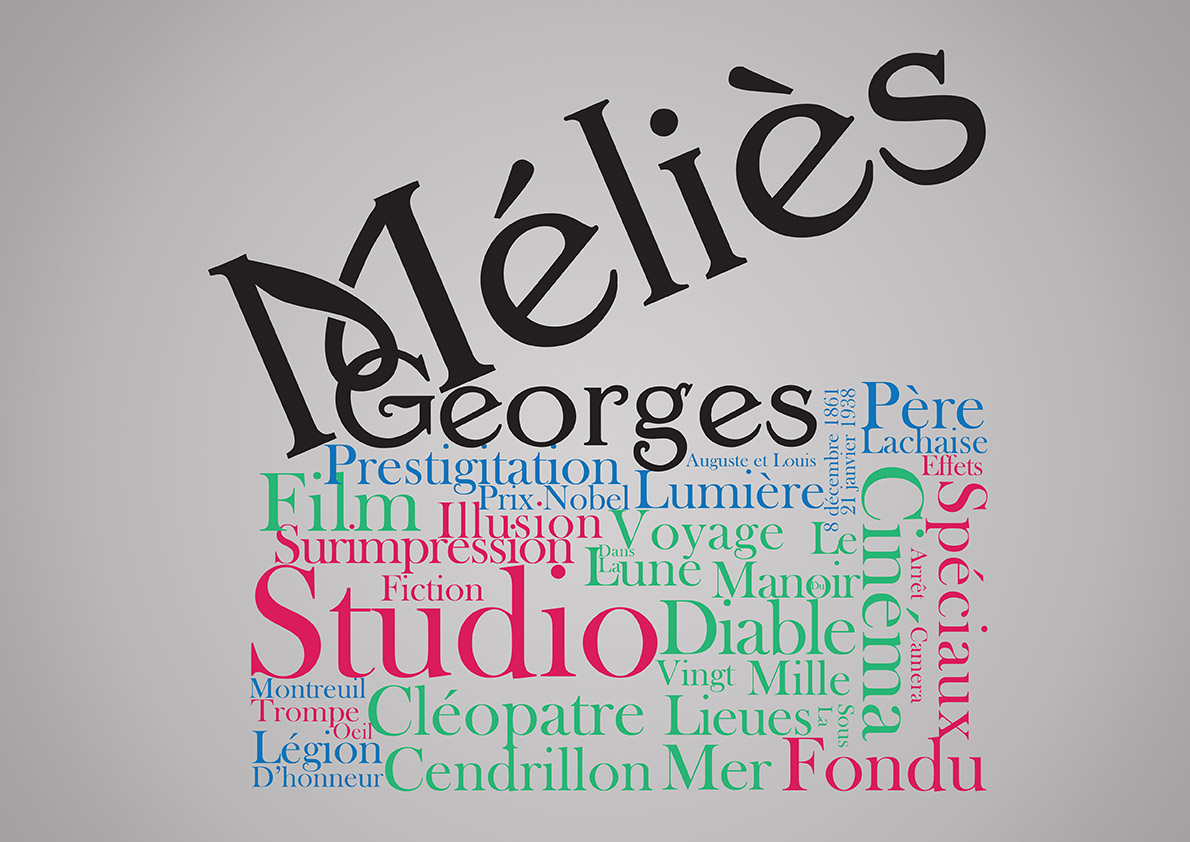 Méliès
Georges
8 décembre 1861
21 janvier 1938
Père
Lachaise
Prestigitation
Auguste et Louis
Effets
Film
Prix Nobel
Lumière
Cinéma
Spéciaux
Illusion
Voyage
Le
Surimpression
Dans
La
Lune
Manoir
Du
Arrêt
Camera
Fiction
Studio
Diable
Vingt
Mille
Montreuil
Cléopatre
Lieues
La
Sous
Trompe
Oeil
Légion
D'honneur
Cendrillon
Mer
Fondu